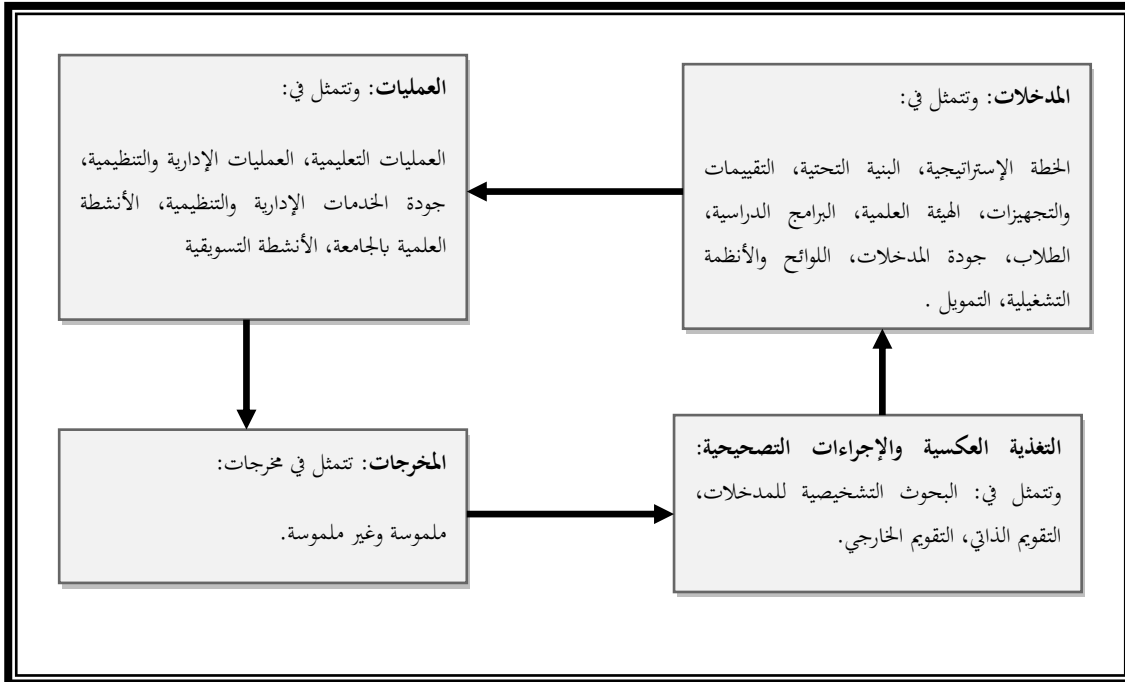 المدخلات: وتتمثل في:
الخطة الإستراتيجية، البنية التحتية، التقييمات
والتجهيزات، الهيئة العلمية، البرامج الدراسية،
الطلاب، جودة المدخلات، اللوائح والأنظمة
التشغيلية، التمويل .
العمليات: وتتمثل في:
العمليات التعليمية، العمليات الإدارية والتنظيمية،
جودة الخدمات الإدارية والتنظيمية، الأنشطة
العلمية بالجامعة، الأنشطة التسويقية
المخرجات: تتمثل في مخرجات:
ملموسة وغير ملموسة.
التغذية العكسية والإجراءات التصحيحية:
وتتمثل في: البحوث التشخيصية للمدخلات،
التقويم الذاتي، التقويم الخارجي.